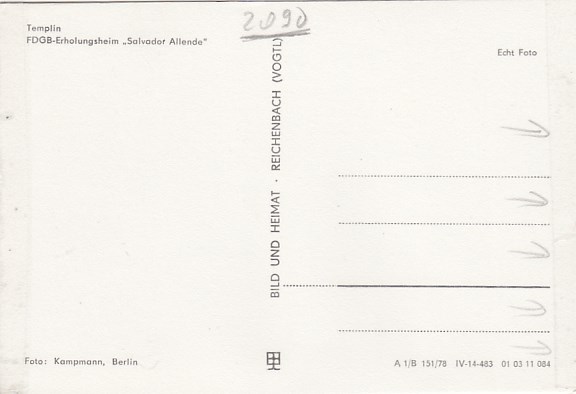 2090
Templin
FDGB-Erholungsheim „Salvador Allende“
Echt Foto
BILD UND HEIMAT · REICHENBACH (VOGTL)
Foto: Kampmann, Berlin
A 1/B 151/78 IV-14-483 01 03 11 084